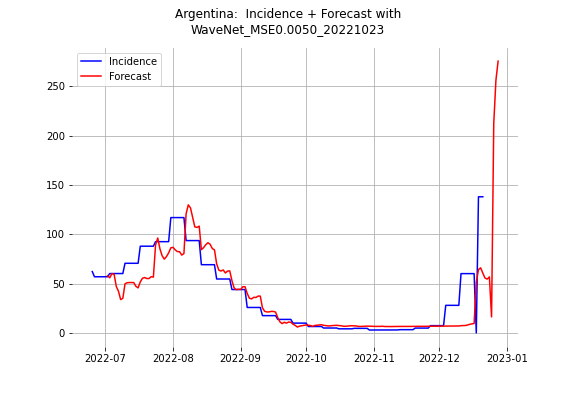 Argentina:  Incidence + Forecast with
WaveNet_MSE0.0050_20221023
Incidence
Forecast
250
200
150
100
50
0
2022-07 2022-08 2022-09 2022-10 2022-11 2022-12 2023-01